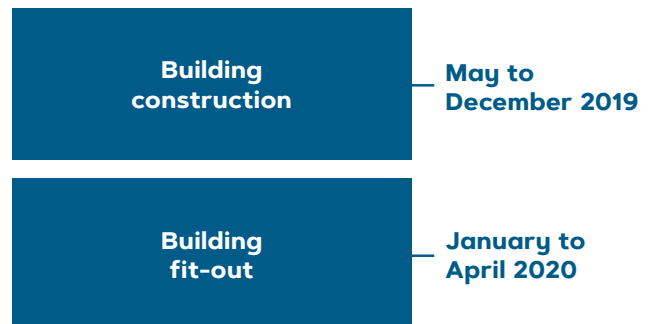 Building
construction
May to
December 2019
Building
fit-out
January to
April 2020